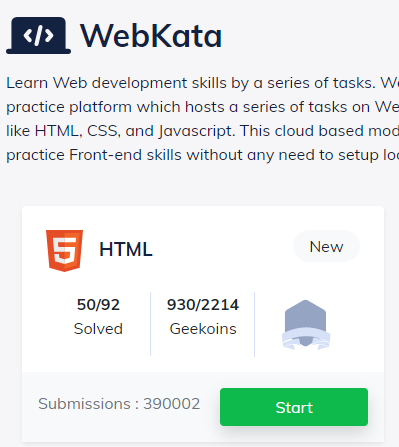 </> WebKata
Learn Web development skills by a series of tasks. We
practice platform which hosts a series of tasks on We
like HTML, CSS, and Javascript. This cloud based mod
practice Front-end skills without any need to setup loc
5 HTML
New
50/92
Solved
930/2214
Geekoins
Submissions : 390002
Start